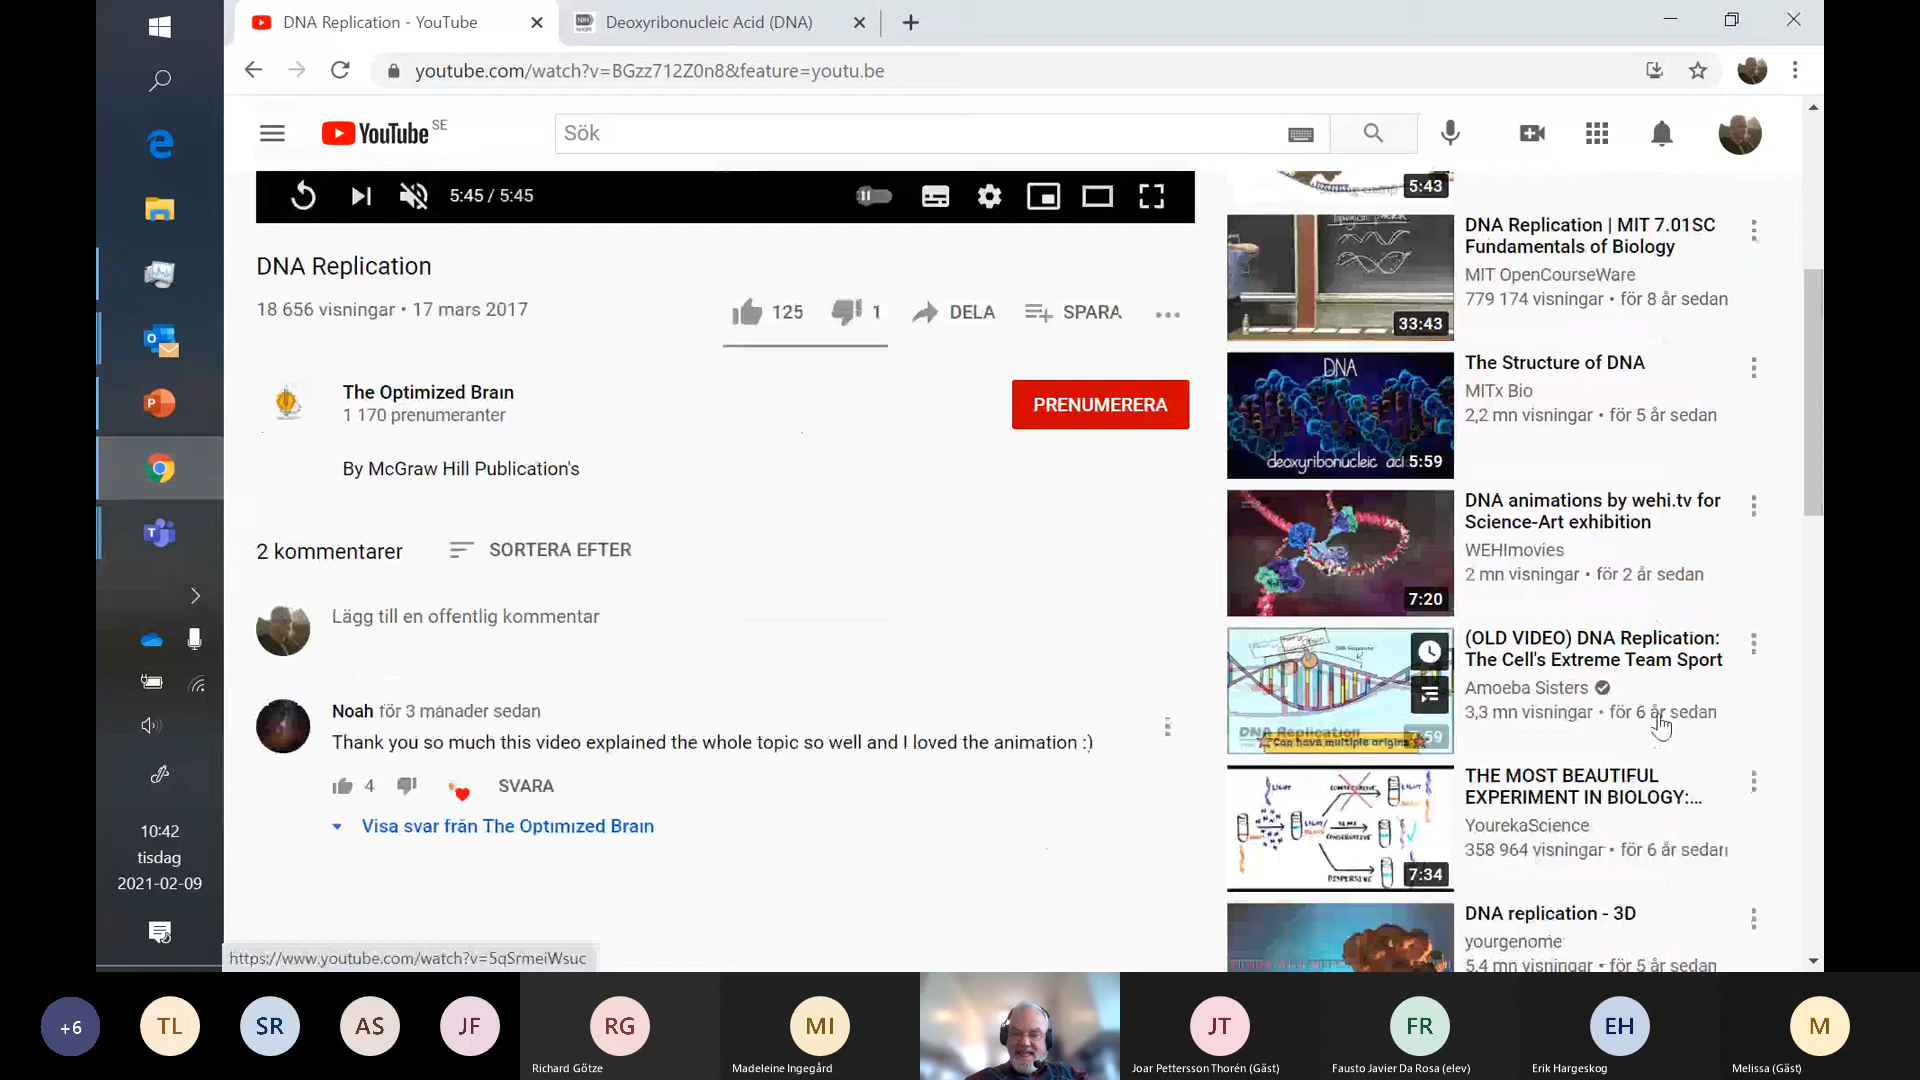 DNA Replication - YouTube
Deoxyribonucleic Acid (DNA)
youtube.com/watch?v=BGzz712Z0n8&feature=youtu.be
YouTube SE
Sök
5:45 / 5:45
DNA Replication
18 656 visningar • 17 mars 2017
125
1
DELA
SPARA
The Optimized Brain
1 170 prenumeranter
PRENUMERERA
By McGraw Hill Publication's
2 kommentarer
SORTERA EFTER
Lägg till en offentlig kommentar
Noah för 3 månader sedan
Thank you so much this video explained the whole topic so well and I loved the animation :)
4
SVARA
Visa svar från The Optimized Brain
5:43
DNA Replication | MIT 7.01SC
Fundamentals of Biology
MIT OpenCourseWare
779 174 visningar • för 8 år sedan
33:43
The Structure of DNA
MITx Bio
2,2 mn visningar • för 5 år sedan
DNA
deoxyribonucleic aci
5:59
DNA animations by wehi.tv for
Science-Art exhibition
WEHImovies
2 mn visningar • för 2 år sedan
7:20
(OLD VIDEO) DNA Replication:
The Cell's Extreme Team Sport
Amoeba Sisters
3,3 mn visningar • för 6 år sedan
DNA Replication
Can have multiple origins
THE MOST BEAUTIFUL
EXPERIMENT IN BIOLOGY:...
YourekaScience
358 964 visningar • för 6 år sedan
LIGHT
DISPERSIVE
7:34
DNA replication - 3D
yourgenome
5,4 mn visningar • för 5 år sedan
10:42
tisdag
2021-02-09
https://www.youtube.com/watch?v=5qSrmeiWsuc
+6
TL
SR
AS
JF
RG
Richard Götze
MI
Madeleine Ingegård
JT
Joar Pettersson Thorén (Gäst)
FR
Fausto Javier Da Rosa (elev)
EH
Erik Hargeskog
M
Melissa (Gäst)